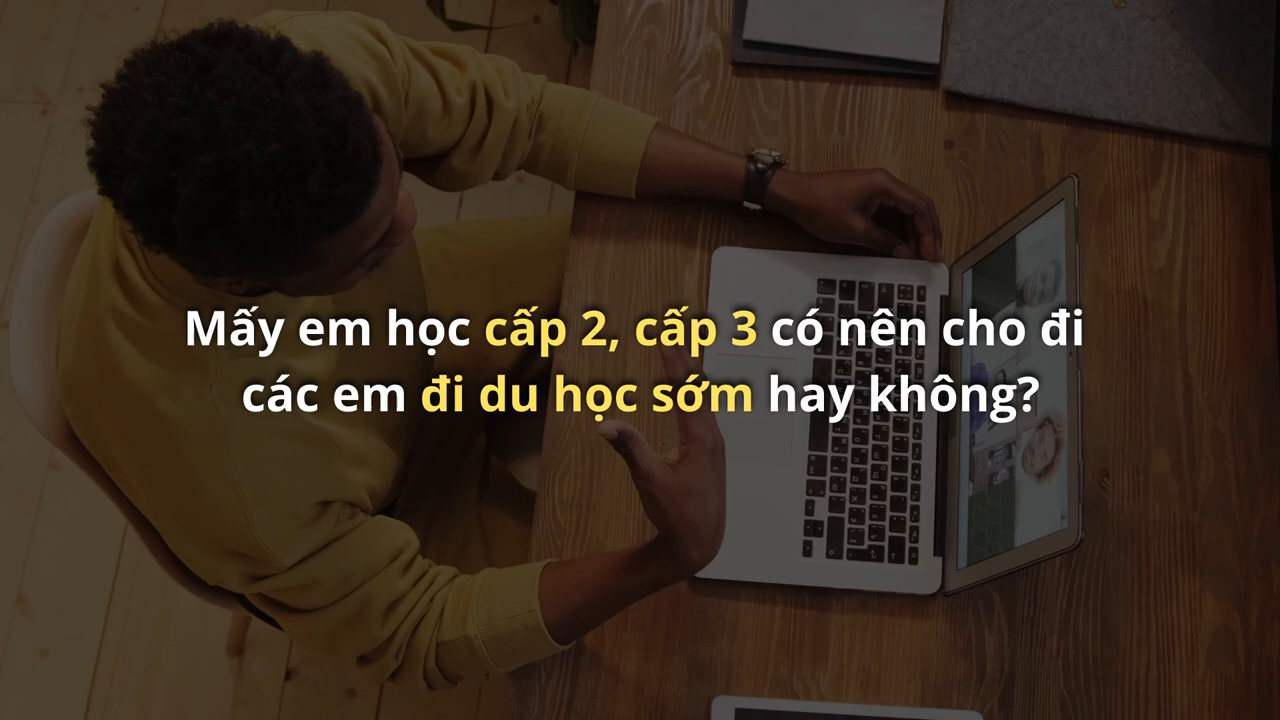 Mấy em học cấp 2, cấp 3 có nên cho đi
các em đi du học sớm hay không?